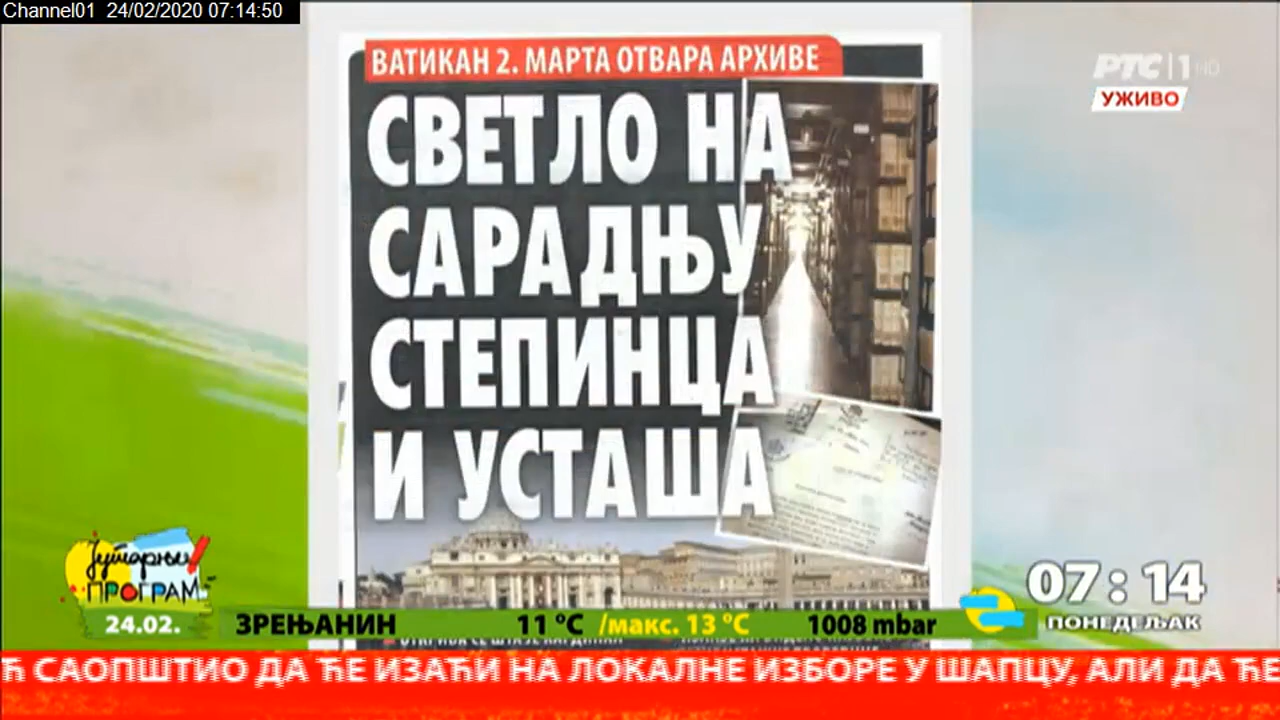 Channel01 24/02/2020 07:14:50
ВАТИКАН 2. МАРТА ОТВАРА АРХИВЕ
РТС|1 HD
УЖИВО
СВЕТЛО НА
САРАДЊУ
СТЕПИНЦА
И УСТАША
Јутарњи
ПРОГРАМ
24.02.
ЗРЕЊАНИН 11 °C /макс. 13 °C 1008 mbar
07:14
ПОНЕДЕЉАК
Ћ САОПШТИО ДА ЋЕ ИЗАЋИ НА ЛОКАЛНЕ ИЗБОРЕ У ШАПЦУ, АЛИ ДА ЋЕ